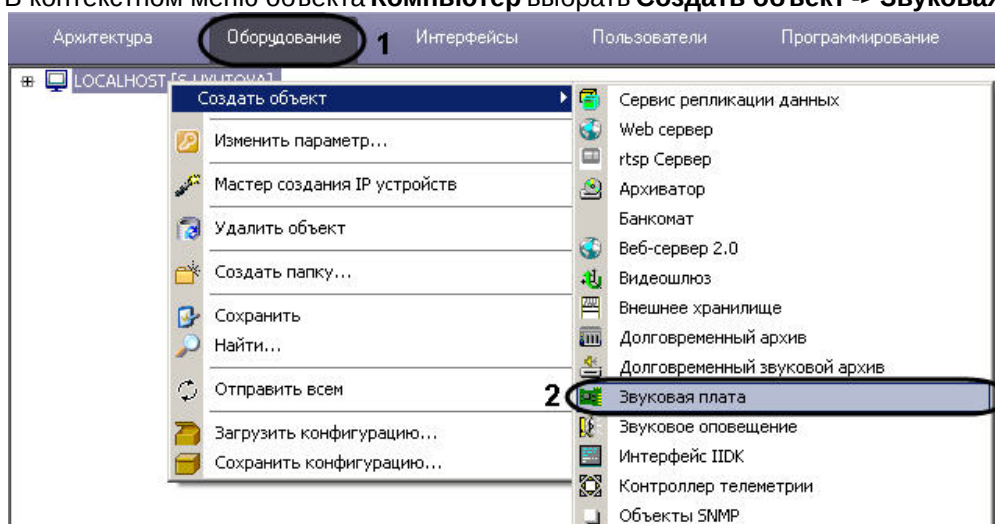 В контекстном меню объекта Компьютер выбрать Создать объект -> Звуковая
Архитектура Оборудование 1 Интерфейсы Пользователи Программирование
LOCALHOST
Создать объект
Изменить параметр...
Мастер создания IP устройств
Удалить объект
Создать папку...
Сохранить
Найти...
Отправить всем
Загрузить конфигурацию...
Сохранить конфигурацию...
Сервис репликации данных
Web сервер
rtsp Сервер
Архиватор
Банкомат
Веб-сервер 2.0
Видеошлюз
Внешнее хранилище
Долговременный архив
Долговременный звуковой архив
2 Звуковая плата
Звуковое оповещение
Интерфейс IIDK
Контроллер телеметрии
Объекты SNMP